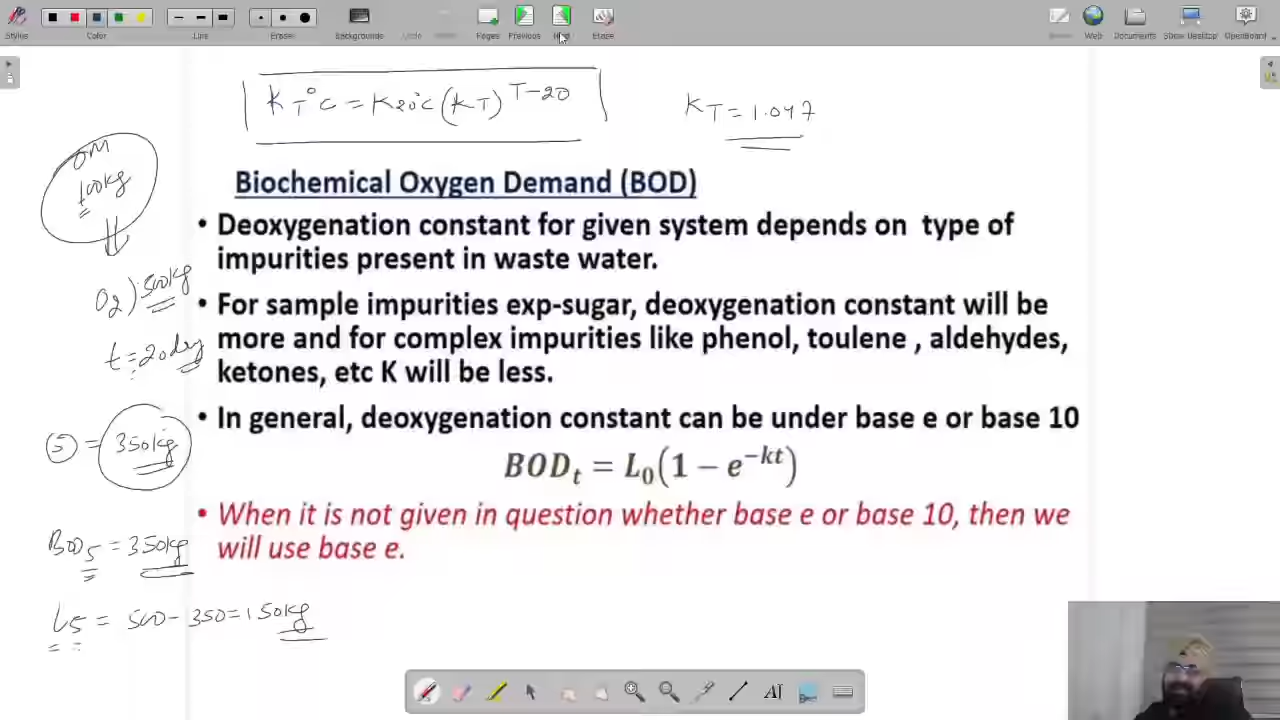 Stylus
Color
Line
Eraser
Backgrounds
Undo
Pages
Previous
Next
Erase
Web
Documents
Show Desktop
OpenBoard
K T°C = K20°C (KT) T-20
KT = 1.047
OM
100kg
O2) 500kg
t = 20day
5 = 350kg
BOD5 = 350kg
L5 = 500 - 350 = 150kg
Biochemical Oxygen Demand (BOD)
• Deoxygenation constant for given system depends on type of
impurities present in waste water.
• For sample impurities exp-sugar, deoxygenation constant will be
more and for complex impurities like phenol, toulene , aldehydes,
ketones, etc K will be less.
• In general, deoxygenation constant can be under base e or base 10
BODₜ = L₀(1 − e⁻ᵏᵗ)
• When it is not given in question whether base e or base 10, then we
will use base e.